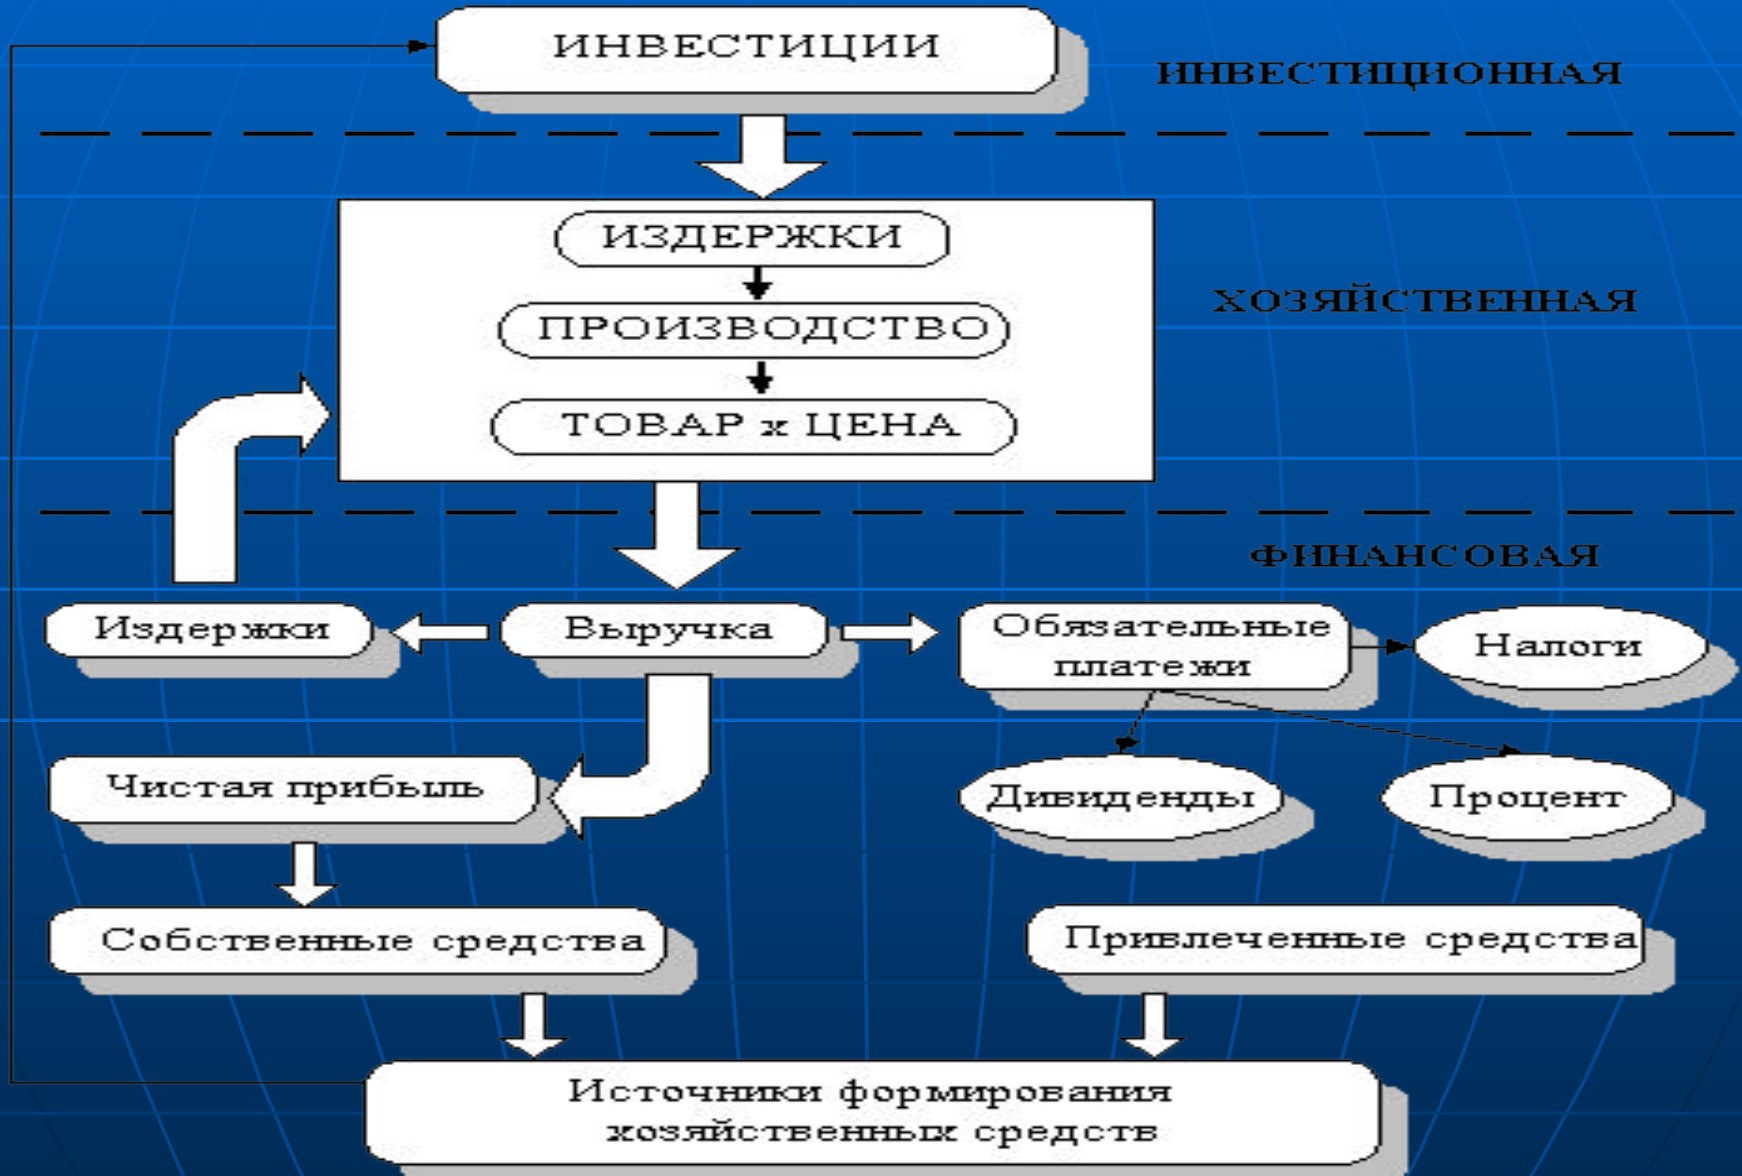 ИНВЕСТИЦИИ
ИНВЕСТИЦИОННАЯ
ИЗДЕРЖКИ
ПРОИЗВОДСТВО
ТОВАР х ЦЕНА
ХОЗЯЙСТВЕННАЯ
ФИНАНСОВАЯ
Издержки
Выручка
Обязательные
платежи
Налоги
Чистая прибыль
Дивиденды
Процент
Собственные средства
Привлеченные средства
Источники формирования
хозяйственных средств